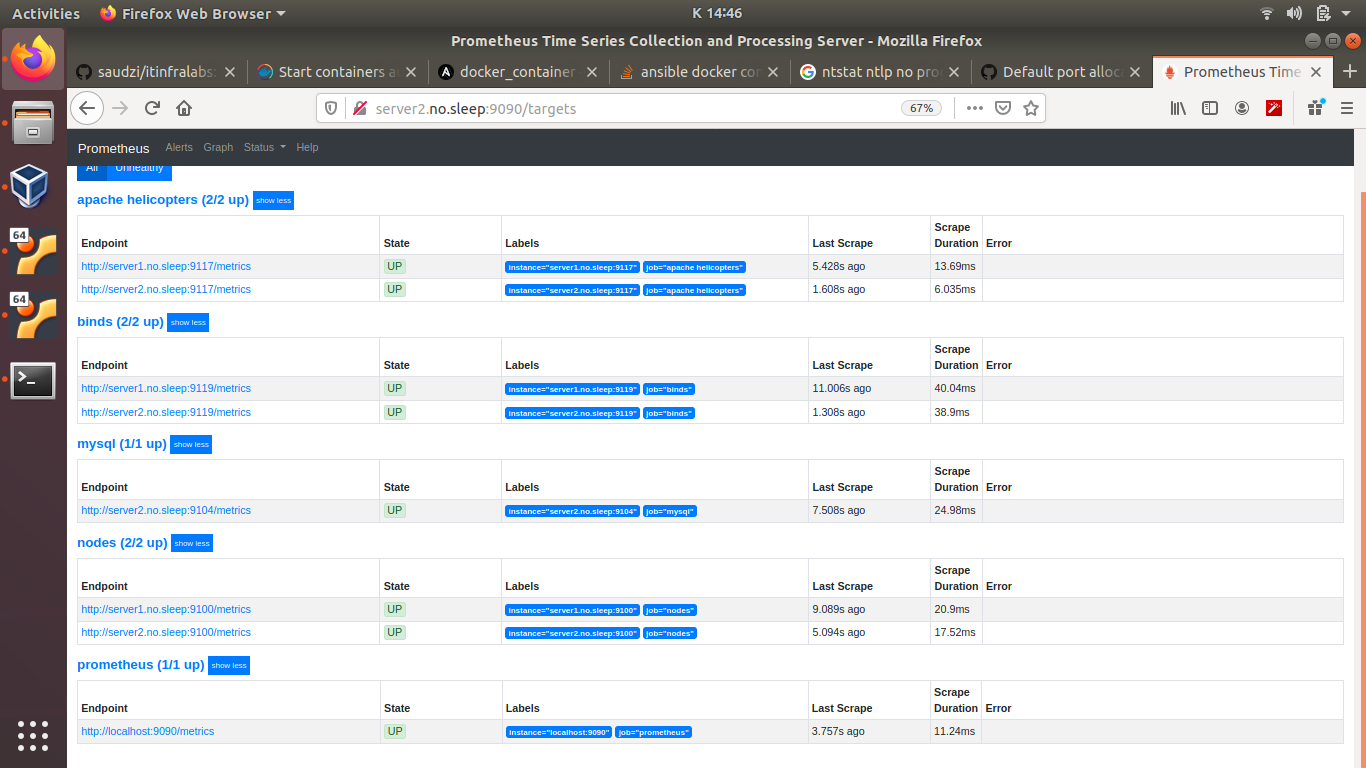 Activities Firefox Web Browser K 14:46
Prometheus Time Series Collection and Processing Server - Mozilla Firefox
saudzi/itinfralabs: Start containers a docker_container ansible docker co ntstat ntlp no pro Default port alloc Prometheus Time
server2.no.sleep:9090/targets 67%
Prometheus Alerts Graph Status Help
All Unhealthy
apache helicopters (2/2 up) show less
Endpoint State Labels Last Scrape Scrape Duration Error
http://server1.no.sleep:9117/metrics UP instance="server1.no.sleep:9117" job="apache helicopters" 5.428s ago 13.69ms
http://server2.no.sleep:9117/metrics UP instance="server2.no.sleep:9117" job="apache helicopters" 1.608s ago 6.035ms
binds (2/2 up) show less
Endpoint State Labels Last Scrape Scrape Duration Error
http://server1.no.sleep:9119/metrics UP instance="server1.no.sleep:9119" job="binds" 11.006s ago 40.04ms
http://server2.no.sleep:9119/metrics UP instance="server2.no.sleep:9119" job="binds" 1.308s ago 38.9ms
mysql (1/1 up) show less
Endpoint State Labels Last Scrape Scrape Duration Error
http://server2.no.sleep:9104/metrics UP instance="server2.no.sleep:9104" job="mysql" 7.508s ago 24.98ms
nodes (2/2 up) show less
Endpoint State Labels Last Scrape Scrape Duration Error
http://server1.no.sleep:9100/metrics UP instance="server1.no.sleep:9100" job="nodes" 9.089s ago 20.9ms
http://server2.no.sleep:9100/metrics UP instance="server2.no.sleep:9100" job="nodes" 5.094s ago 17.52ms
prometheus (1/1 up) show less
Endpoint State Labels Last Scrape Scrape Duration Error
http://localhost:9090/metrics UP instance="localhost:9090" job="prometheus" 3.757s ago 11.24ms
64
64